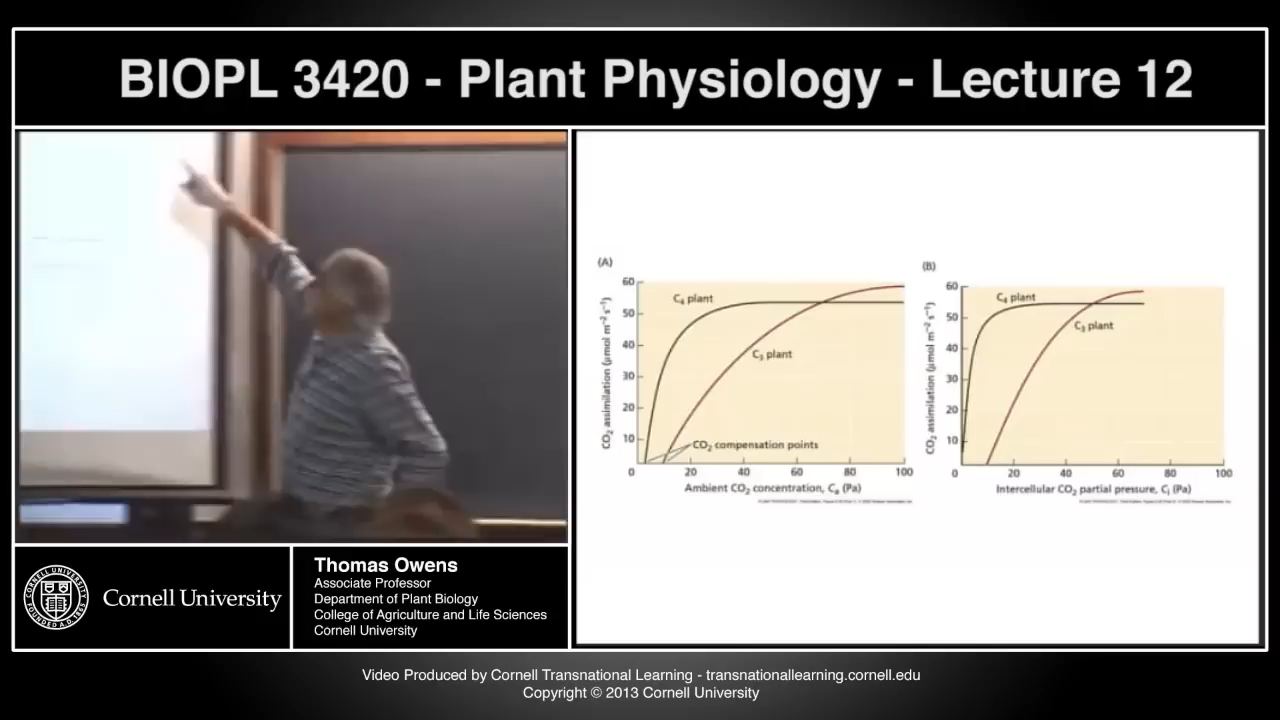 BIOPL 3420 - Plant Physiology - Lecture 12
(A)
60
50
40
30
20
10
0
20
40
60
80
100
CO₂ assimilation (µmol m⁻² s⁻¹)
C₄ plant
C₃ plant
CO₂ compensation points
Ambient CO₂ concentration, Cₐ (Pa)
(B)
60
50
40
30
20
10
0
20
40
60
80
100
CO₂ assimilation (µmol m⁻² s⁻¹)
C₄ plant
C₃ plant
Intercellular CO₂ partial pressure, Cᵢ (Pa)
Cornell University
Thomas Owens
Associate Professor
Department of Plant Biology
College of Agriculture and Life Sciences
Cornell University
Video Produced by Cornell Transnational Learning - transnationallearning.cornell.edu
Copyright © 2013 Cornell University